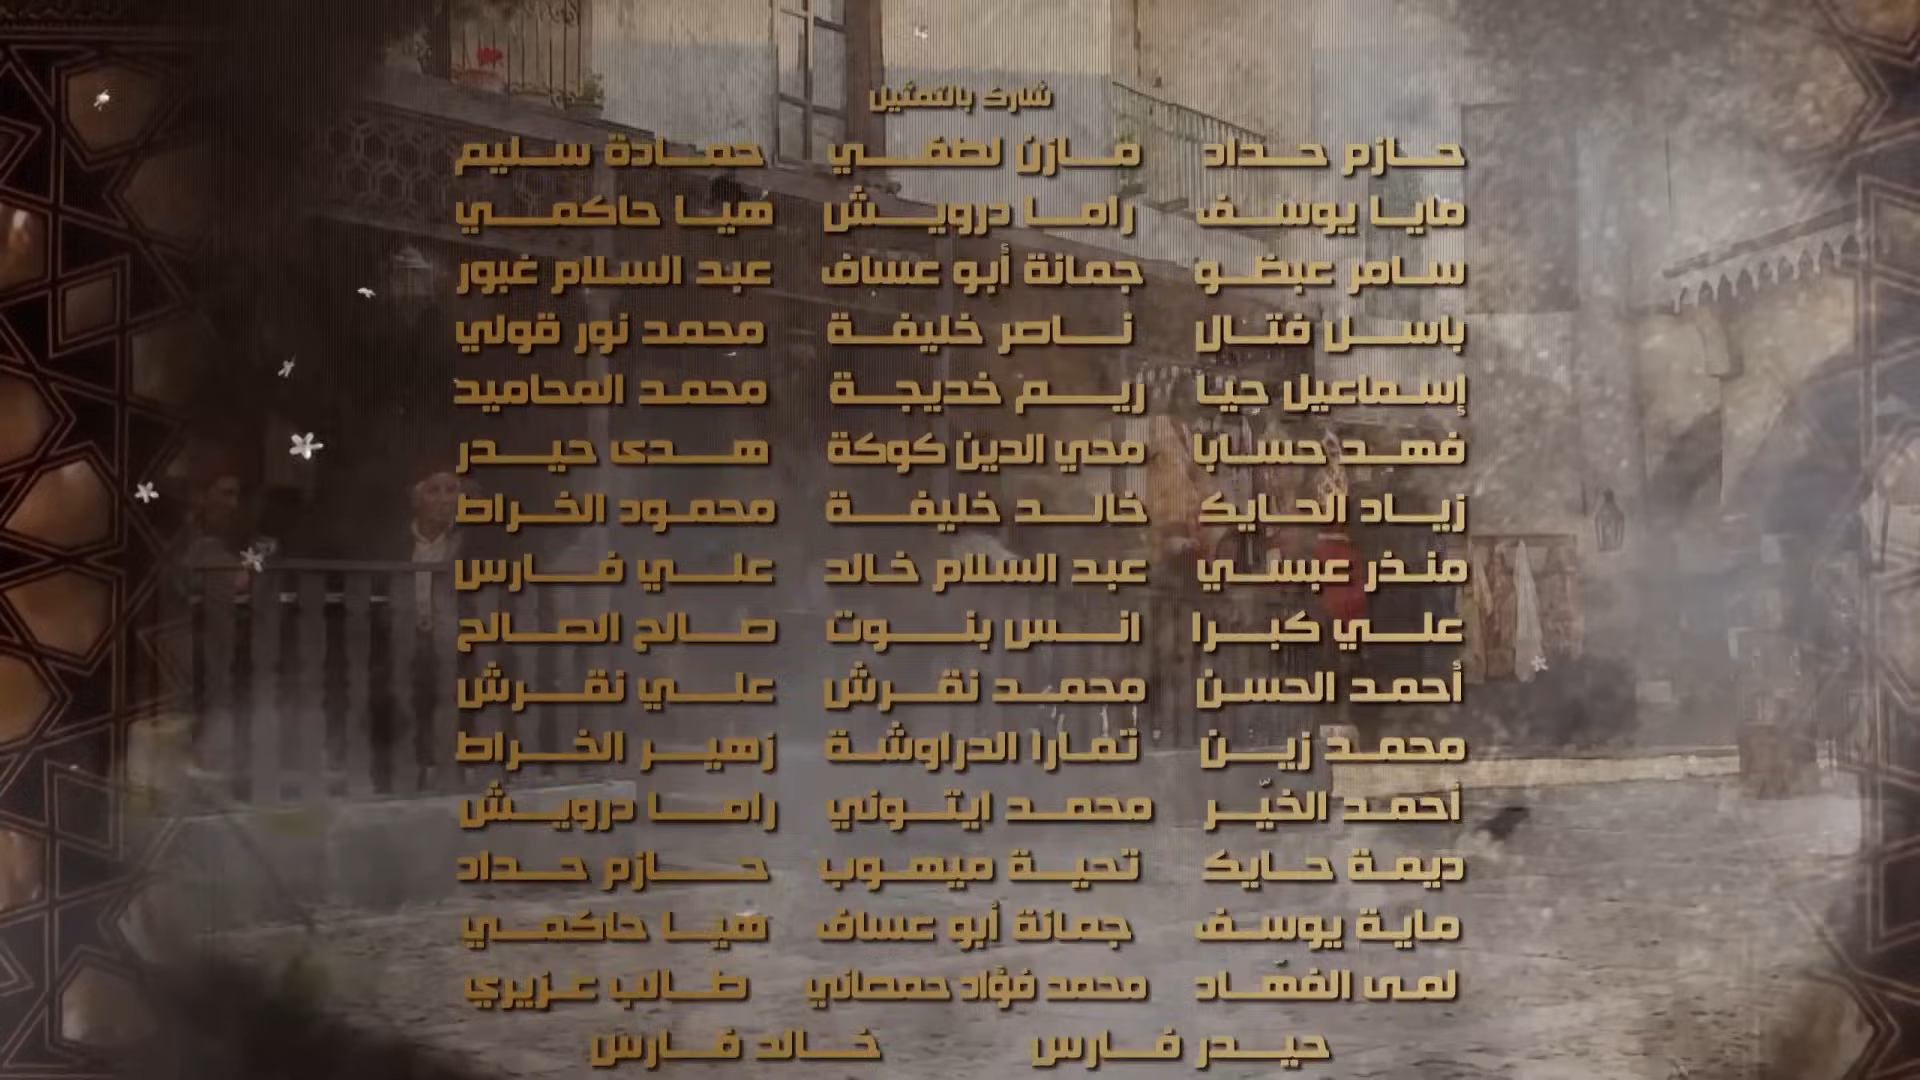 شارك بالتمثيل
حازم حداد مازن لطفي حمادة سليم
مايا يوسف راما درويش هيا حاكمي
سامر عبظو جمانة أبو عساف عبد السلام غبور
باسل فتال ناصر خليفة محمد نور قولي
إسماعيل حيا ريم خديجة محمد المحاميد
فهد حسابا محي الدين كوكة هدى حيدر
زياد الحايك خالد خليفة محمود الخراط
منذر عبسي عبد السلام خالد علي فارس
علي كبرا انس بنوت صالح الصالح
أحمد الحسن محمد نقرش علي نقرش
محمد زين تمارا الدراوشة زهير الخراط
أحمد الخيّر محمد ايتوني راما درويش
ديمة حايك تحية ميهوب حازم حداد
ماية يوسف جمانة أبو عساف هيا حاكمي
لمى الفهّاد محمد فؤاد حمصاني طالب عزيري
حيدر فارس خالد فارس